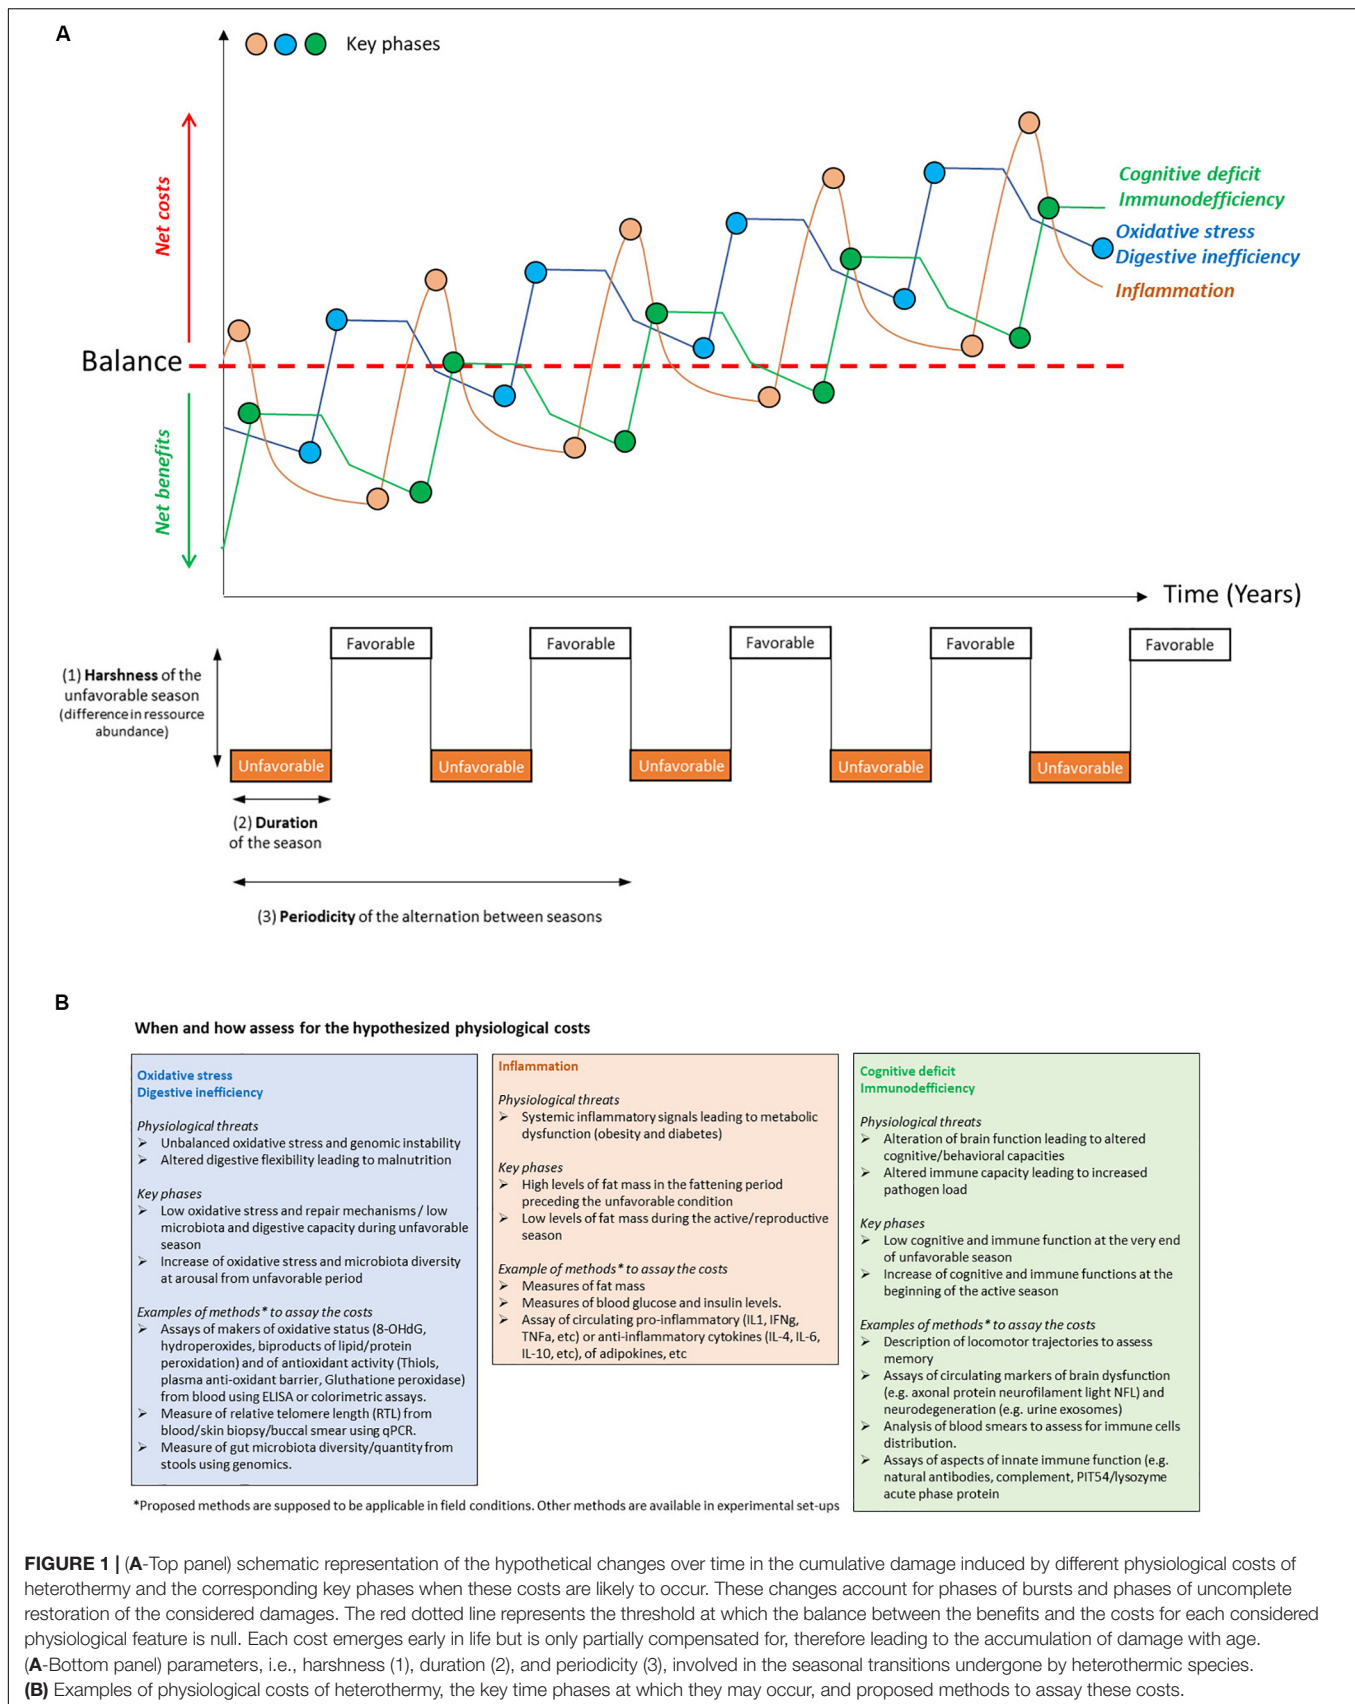 A
Key phases
Net costs
Balance
Net benefits
Cognitive deficit
Immunodefficiency
Oxidative stress
Digestive inefficiency
Inflammation
Time (Years)
Favorable
Favorable
Favorable
Favorable
Favorable
(1) Harshness of the
unfavorable season
(difference in ressource
abundance)
Unfavorable
Unfavorable
Unfavorable
Unfavorable
Unfavorable
(2) Duration
of the season
(3) Periodicity of the alternation between seasons
B
When and how assess for the hypothesized physiological costs
Oxidative stress
Digestive inefficiency
Physiological threats
➢ Unbalanced oxidative stress and genomic instability
➢ Altered digestive flexibility leading to malnutrition
Key phases
➢ Low oxidative stress and repair mechanisms / low
microbiota and digestive capacity during unfavorable
season
➢ Increase of oxidative stress and microbiota diversity
at arousal from unfavorable period
Examples of methods* to assay the costs
➢ Assays of makers of oxidative status (8-OHdG,
hydroperoxides, biproducts of lipid/protein
peroxidation) and of antioxidant activity (Thiols,
plasma anti-oxidant barrier, Gluthatione peroxidase)
from blood using ELISA or colorimetric assays.
➢ Measure of relative telomere length (RTL) from
blood/skin biopsy/buccal smear using qPCR.
➢ Measure of gut microbiota diversity/quantity from
stools using genomics.
Inflammation
Physiological threats
➢ Systemic inflammatory signals leading to metabolic
dysfunction (obesity and diabetes)
Key phases
➢ High levels of fat mass in the fattening period
preceding the unfavorable condition
➢ Low levels of fat mass during the active/reproductive
season
Example of methods* to assay the costs
➢ Measures of fat mass
➢ Measures of blood glucose and insulin levels.
➢ Assay of circulating pro-inflammatory (IL1, IFNg,
TNFa, etc) or anti-inflammatory cytokines (IL-4, IL-6,
IL-10, etc), of adipokines, etc
Cognitive deficit
Immunodefficiency
Physiological threats
➢ Alteration of brain function leading to altered
cognitive/behavioral capacities
➢ Altered immune capacity leading to increased
pathogen load
Key phases
➢ Low cognitive and immune function at the very end
of unfavorable season
➢ Increase of cognitive and immune functions at the
beginning of the active season
Examples of methods* to assay the costs
➢ Description of locomotor trajectories to assess
memory
➢ Assays of circulating markers of brain dysfunction
(e.g. axonal protein neurofilament light NFL) and
neurodegeneration (e.g. urine exosomes)
➢ Analysis of blood smears to assess for immune cells
distribution.
➢ Assays of aspects of innate immune function (e.g.
natural antibodies, complement, PIT54/lysozyme
acute phase protein
*Proposed methods are supposed to be applicable in field conditions. Other methods are available in experimental set-ups
FIGURE 1 | (A-Top panel) schematic representation of the hypothetical changes over time in the cumulative damage induced by different physiological costs of
heterothermy and the corresponding key phases when these costs are likely to occur. These changes account for phases of bursts and phases of uncomplete
restoration of the considered damages. The red dotted line represents the threshold at which the balance between the benefits and the costs for each considered
physiological feature is null. Each cost emerges early in life but is only partially compensated for, therefore leading to the accumulation of damage with age.
(A-Bottom panel) parameters, i.e., harshness (1), duration (2), and periodicity (3), involved in the seasonal transitions undergone by heterothermic species.
(B) Examples of physiological costs of heterothermy, the key time phases at which they may occur, and proposed methods to assay these costs.